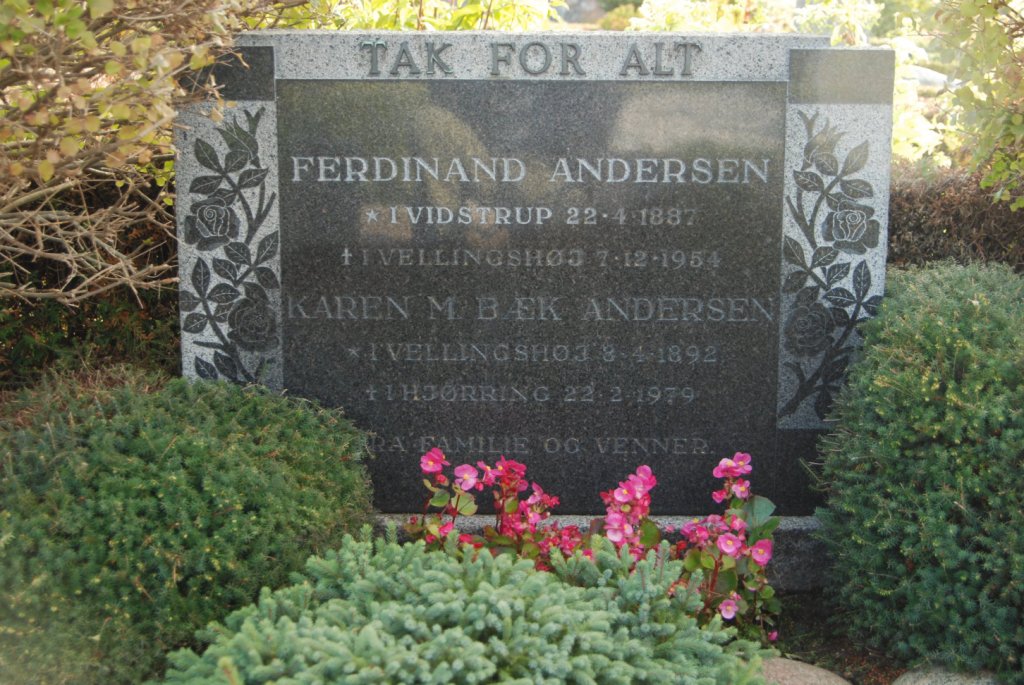 TAK FOR ALT
FERDINAND ANDERSEN
* I VIDSTRUP 22·4·1887
† I VELLINGSHØJ 7·12·1954
KAREN M. BÆK ANDERSEN
* I VELLINGSHØJ 8·4·1892
† I HJØRRING 22·2·1979
FAMILIE OG VENNER.